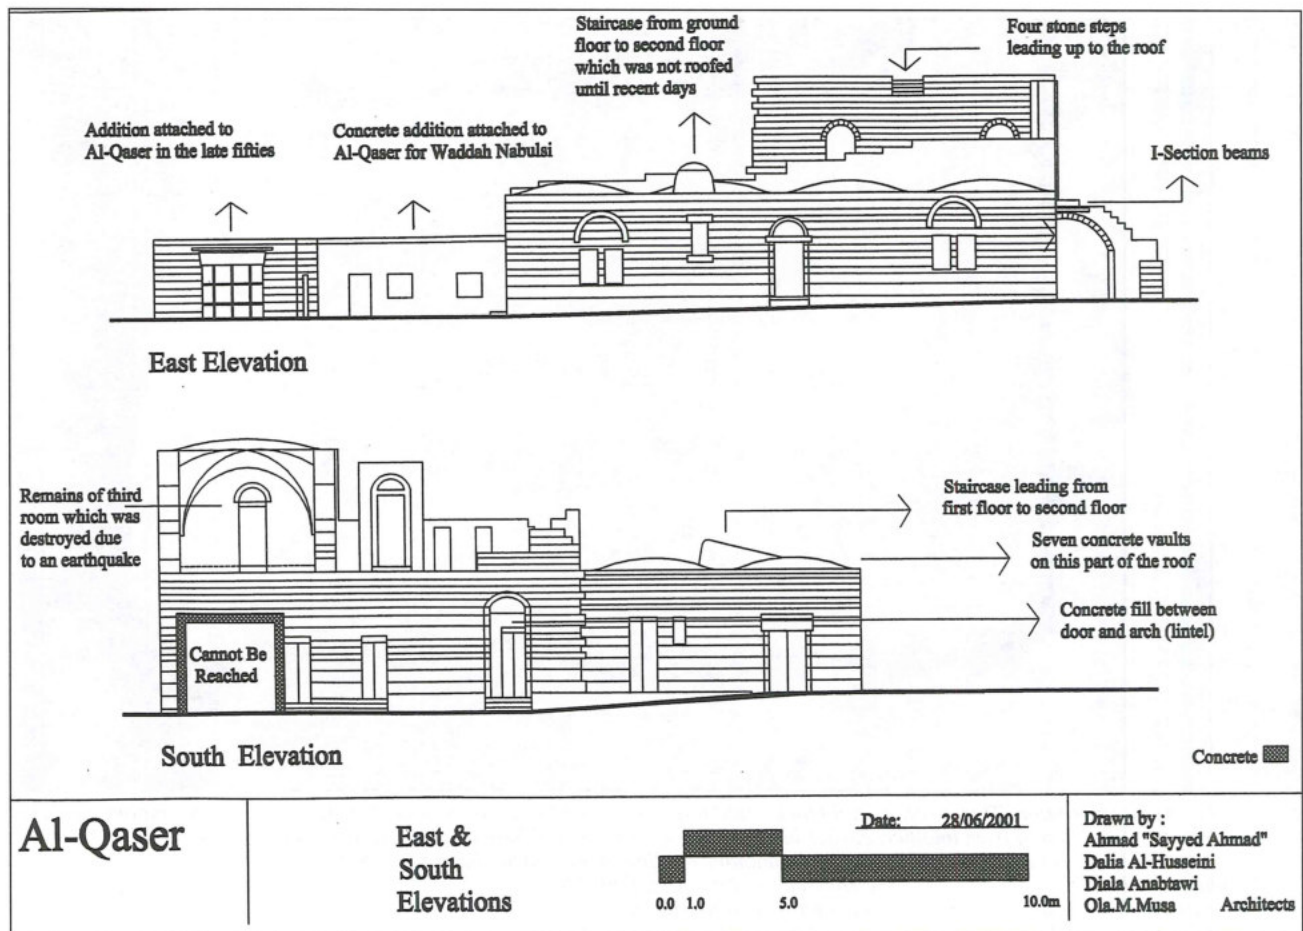 Staircase from ground
floor to second floor
which was not roofed
until recent days
Four stone steps
leading up to the roof
Addition attached to
Al-Qaser in the late fifties
Concrete addition attached to
Al-Qaser for Waddah Nabulsi
I-Section beams
East Elevation
Remains of third
room which was
destroyed due
to an earthquake
Staircase leading from
first floor to second floor
Seven concrete vaults
on this part of the roof
Concrete fill between
door and arch (lintel)
Cannot Be
Reached
South Elevation
Concrete
Al-Qaser
East &
South
Elevations
Date: 28/06/2001
0.0 1.0 5.0 10.0m
Drawn by :
Ahmad "Sayyed Ahmad"
Dalia Al-Husseini
Diala Anabtawi
Ola.M.Musa Architects